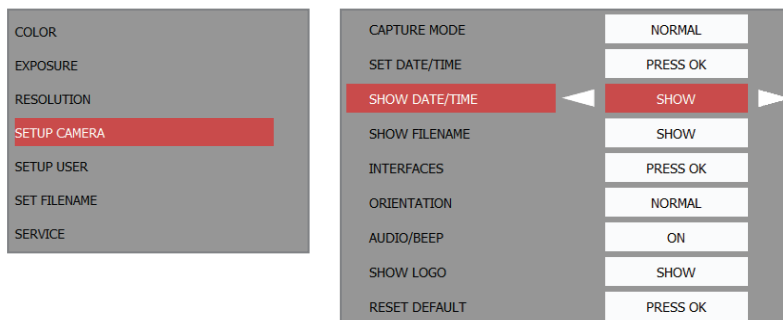 COLOR
EXPOSURE
RESOLUTION
SETUP CAMERA
SETUP USER
SET FILENAME
SERVICE
CAPTURE MODE NORMAL
SET DATE/TIME PRESS OK
SHOW DATE/TIME SHOW
SHOW FILENAME SHOW
INTERFACES PRESS OK
ORIENTATION NORMAL
AUDIO/BEEP ON
SHOW LOGO SHOW
RESET DEFAULT PRESS OK